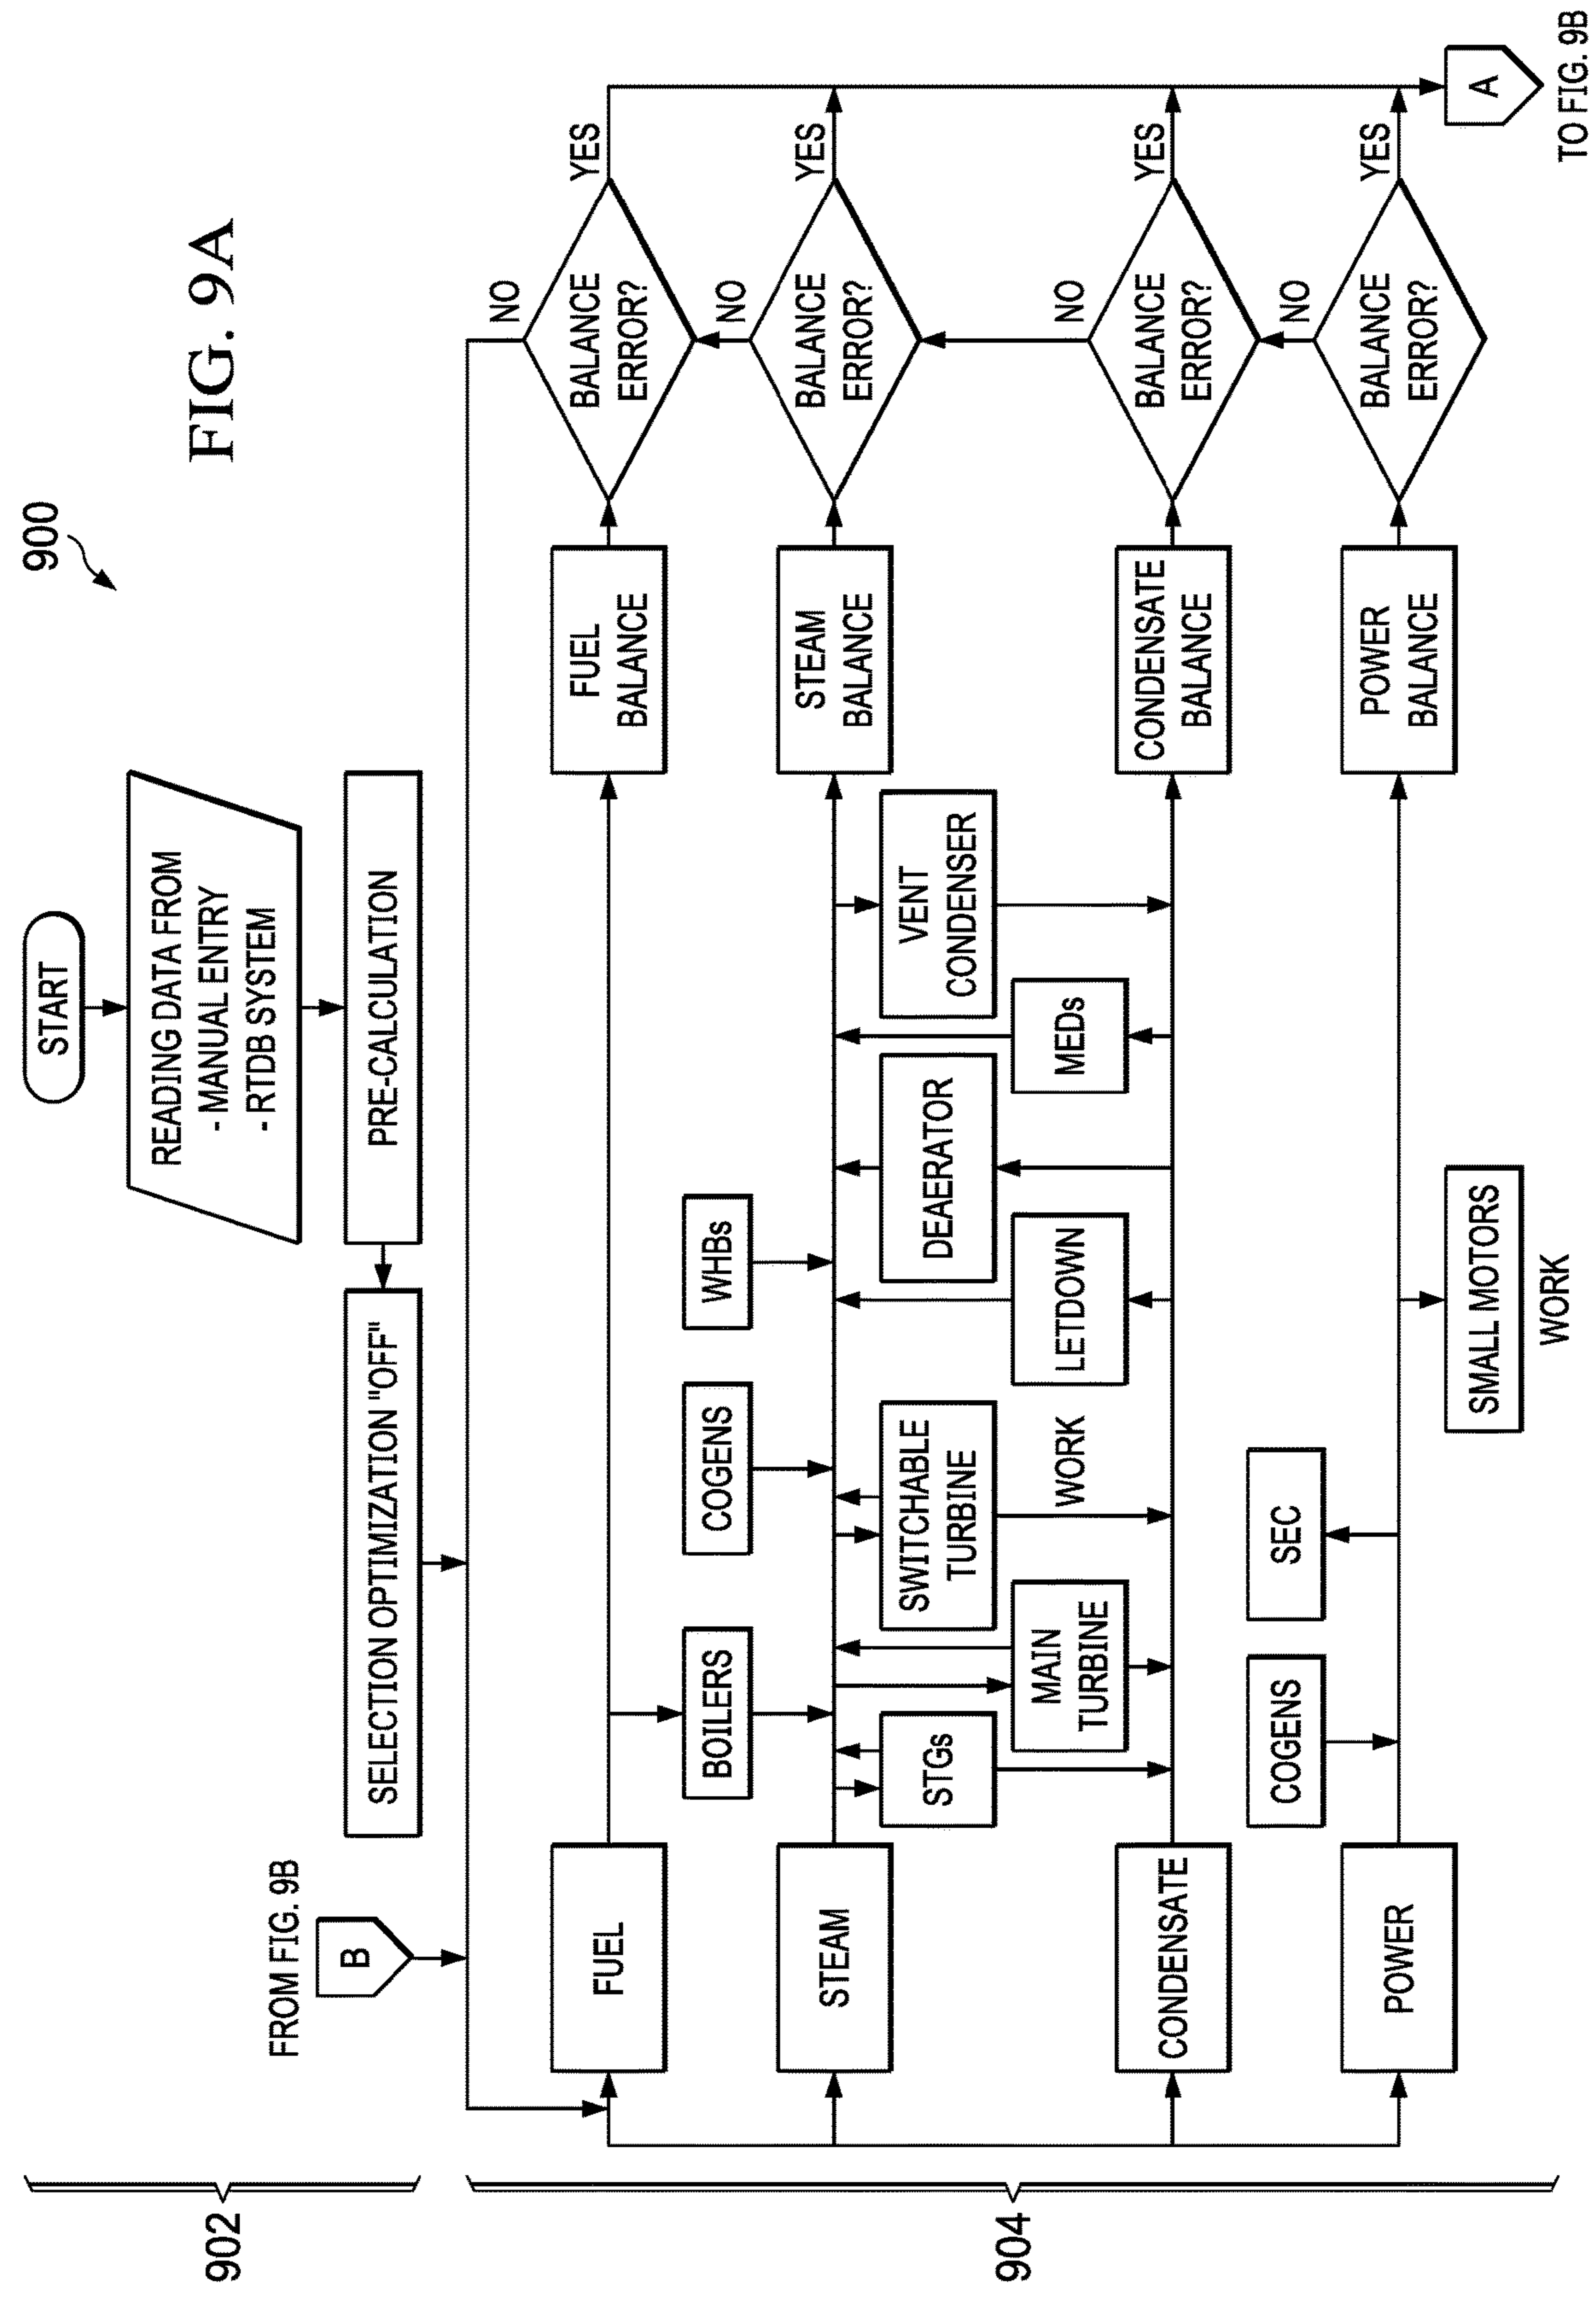 900
FIG. 9A
START
READING DATA FROM
- MANUAL ENTRY
- RTDB SYSTEM
PRE-CALCULATION
SELECTION OPTIMIZATION "OFF"
FROM FIG. 9B
B
902
904
FUEL
FUEL
BALANCE
BALANCE
ERROR?
NO
YES
BOILERS
COGENS
WHBs
STEAM
STEAM
BALANCE
BALANCE
ERROR?
NO
YES
STGs
SWITCHABLE
TURBINE
DEAERATOR
VENT
CONDENSER
MAIN
TURBINE
WORK
LETDOWN
MEDs
CONDENSATE
CONDENSATE
BALANCE
BALANCE
ERROR?
NO
YES
COGENS
SEC
POWER
POWER
BALANCE
BALANCE
ERROR?
NO
YES
SMALL MOTORS
WORK
A
TO FIG. 9B